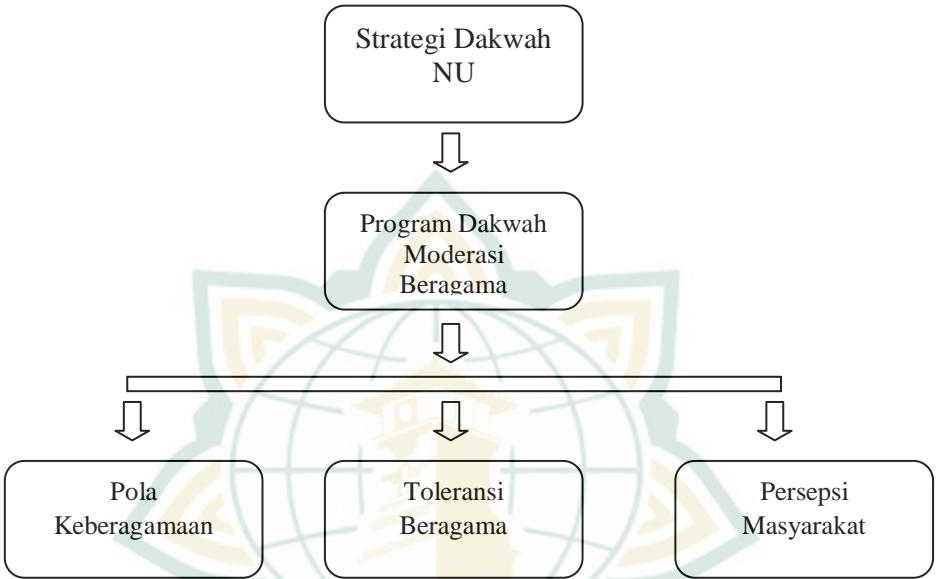 Strategi Dakwah
NU
Program Dakwah
Moderasi
Beragama
Pola
Keberagamaan
Toleransi
Beragama
Persepsi
Masyarakat